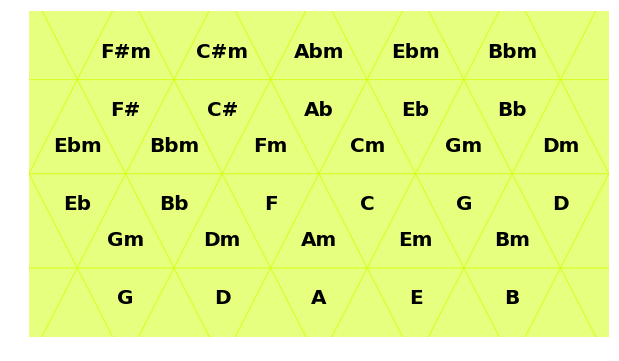 F#m C#m Abm Ebm Bbm
F# C# Ab Eb Bb
Ebm Bbm Fm Cm Gm Dm
Eb Bb F C G D
Gm Dm Am Em Bm
G D A E B